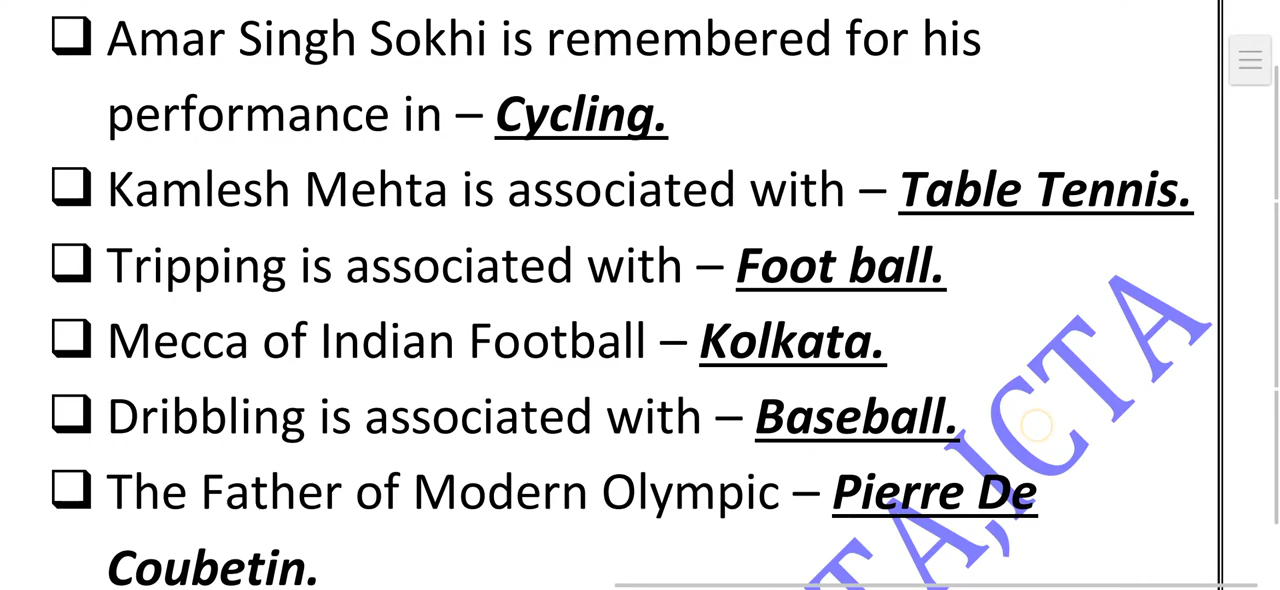 ❑ Amar Singh Sokhi is remembered for his
performance in – Cycling.
❑ Kamlesh Mehta is associated with – Table Tennis.
❑ Tripping is associated with – Foot ball.
❑ Mecca of Indian Football – Kolkata.
❑ Dribbling is associated with – Baseball.
❑ The Father of Modern Olympic – Pierre De
Coubetin.
TA,ICTA